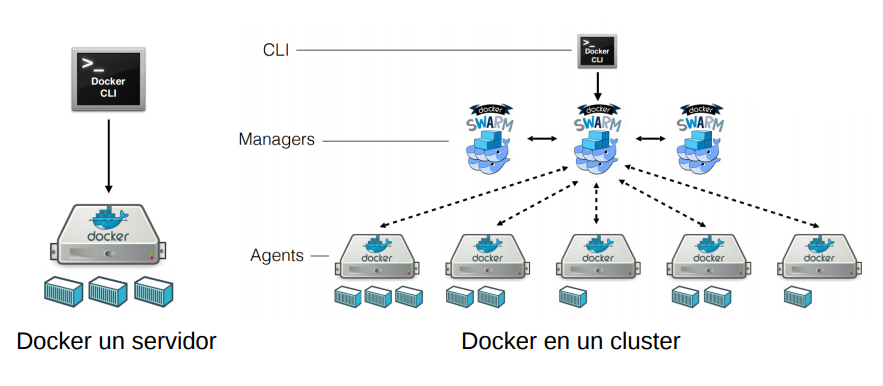 >_
Docker
CLI
docker
Docker un servidor
CLI
>_
Docker
CLI
Managers
docker
SWARM
docker
SWARM
docker
SWARM
Agents
docker
docker
docker
docker
docker
Docker en un cluster